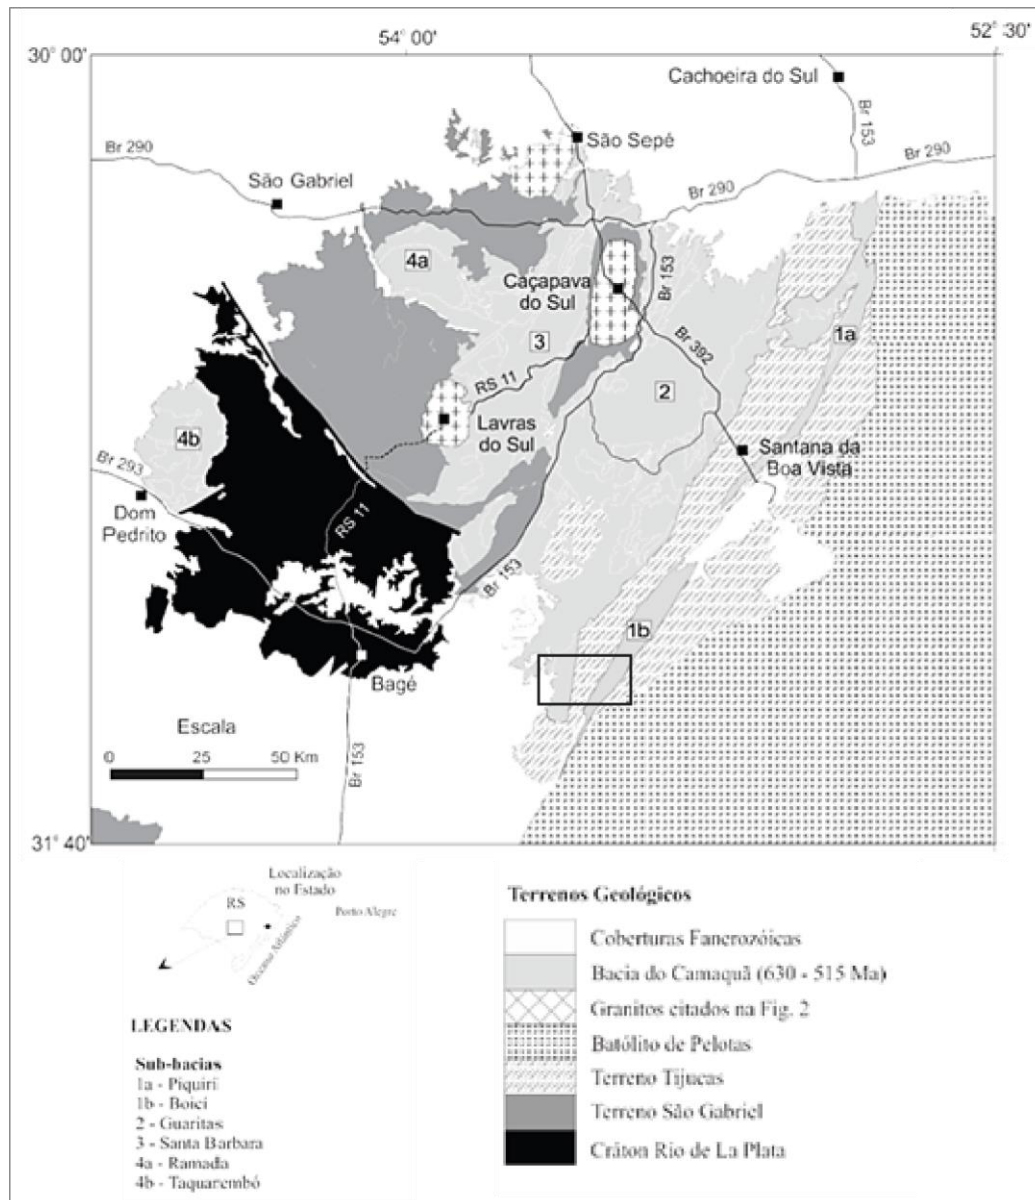 54° 00'
52° 30'
30° 00'
Cachoeira do Sul
Br 153
São Sepé
Br 290
Br 290
São Gabriel
Br 290
4a
Caçapava
do Sul
Br 153
1a
3
Br 392
RS 11
2
4b
Lavras
do Sul
Santana da
Boa Vista
Br 293
Dom
Pedrito
RS 11
Br 153
1b
Bagé
Escala
0 25 50 Km
Br 153
31° 40'
Localização
no Estado
RS
Porto Alegre
Oceano Atlântico
LEGENDAS
Sub-bacias
1a - Piquiri
1b - Boici
2 - Guaritas
3 - Santa Barbara
4a - Ramada
4b - Taquarembó
Terrenos Geológicos
Coberturas Fanerozóicas
Bacia do Camaquã (630 - 515 Ma)
Granitos citados na Fig. 2
Batólito de Pelotas
Terreno Tijucas
Terreno São Gabriel
Cráton Rio de La Plata